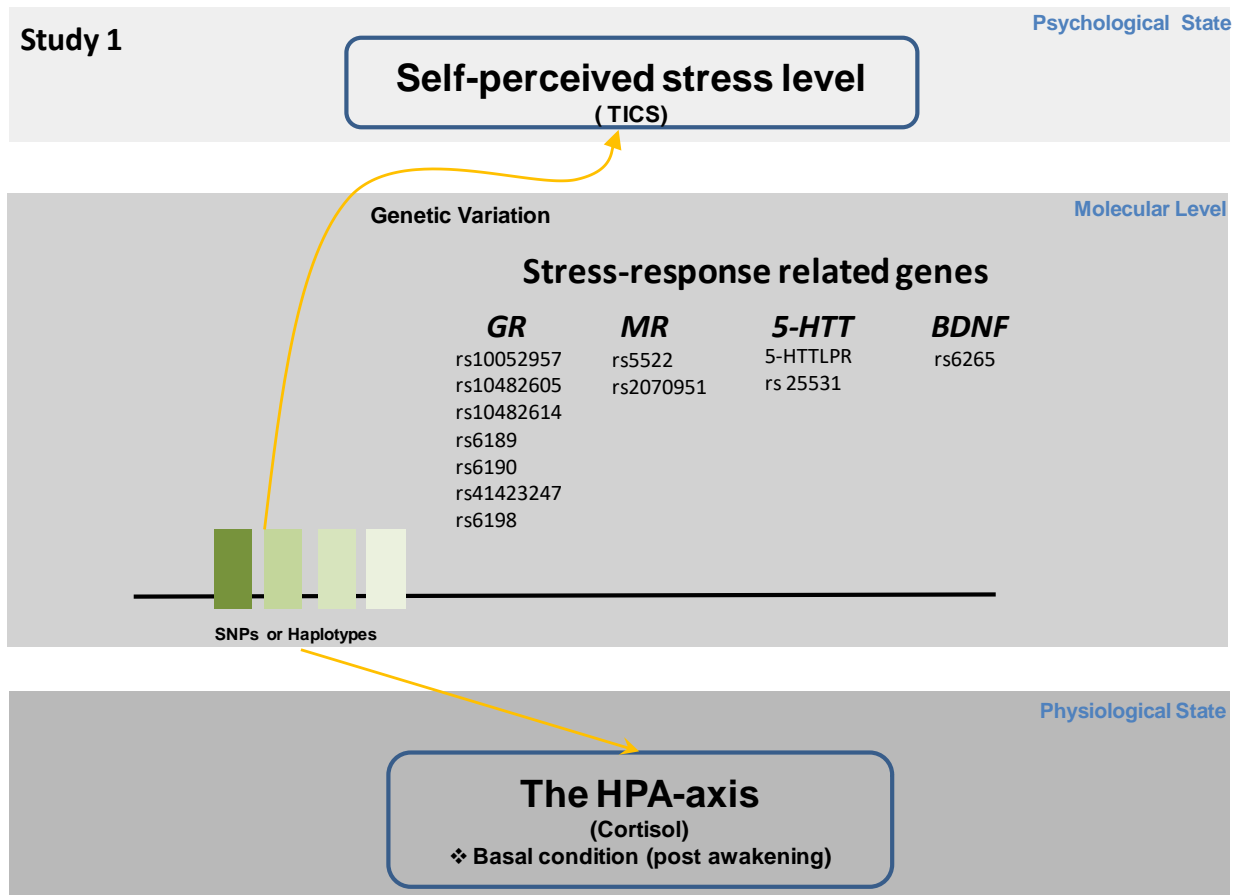 Study 1
Psychological State
Self-perceived stress level
( TICS)
Genetic Variation
Molecular Level
Stress-response related genes
GR MR 5-HTT BDNF
rs10052957 rs5522 5-HTTLPR rs6265
rs10482605 rs2070951 rs 25531
rs10482614
rs6189
rs6190
rs41423247
rs6198
SNPs or Haplotypes
Physiological State
The HPA-axis
(Cortisol)
❖ Basal condition (post awakening)